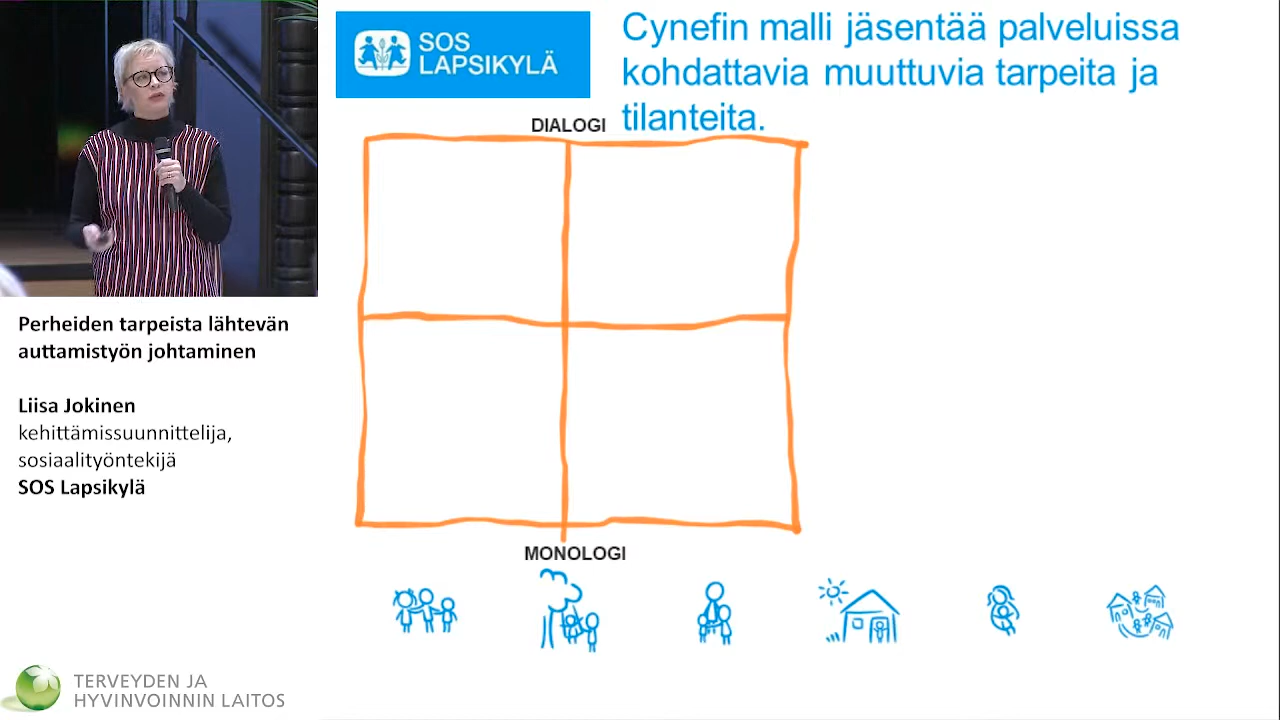 SOS
LAPSIKYLÄ
Cynefin malli jäsentää palveluissa
kohdattavia muuttuvia tarpeita ja
tilanteita.
DIALOGI
MONOLOGI
Perheiden tarpeista lähtevän
auttamistyön johtaminen
Liisa Jokinen
kehittämissuunnittelija,
sosiaalityöntekijä
SOS Lapsikylä
TERVEYDEN JA
HYVINVOINNIN LAITOS